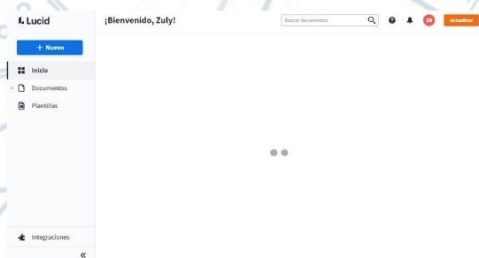 Lucid
¡Bienvenido, Zuly!
Buscar documentos
Actualizar
+ Nuevo
Inicio
Documentos
Plantillas
Integraciones
«